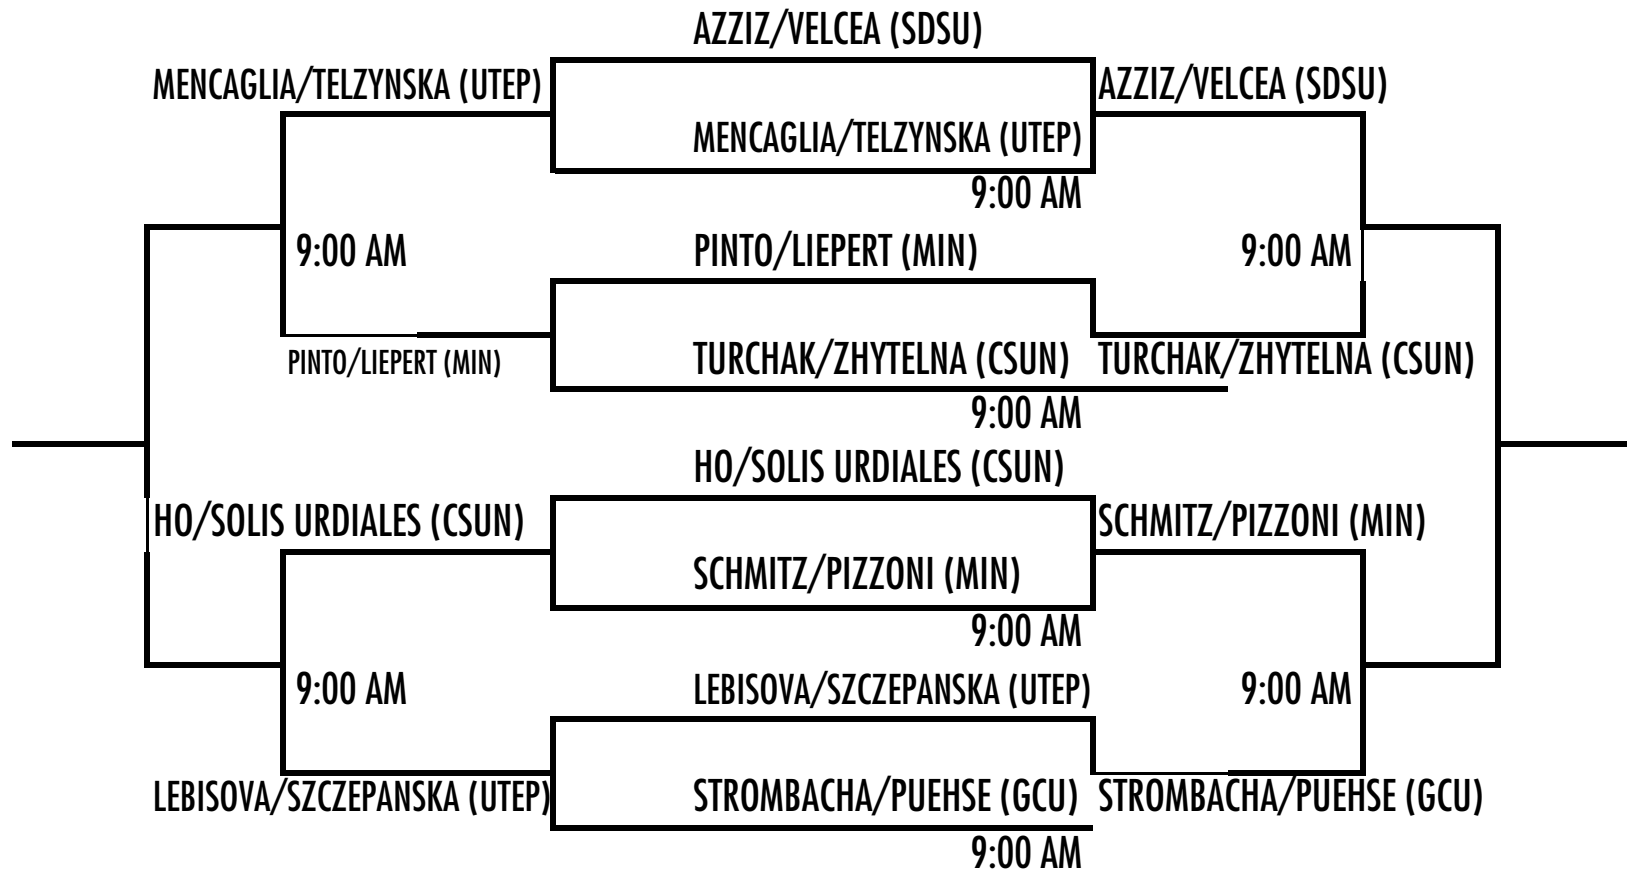 AZZIZ/VELCEA (SDSU)
MENCAGLIA/TELZYNSKA (UTEP)
AZZIZ/VELCEA (SDSU)
MENCAGLIA/TELZYNSKA (UTEP)
9:00 AM
9:00 AM
PINTO/LIEPERT (MIN)
9:00 AM
PINTO/LIEPERT (MIN)
TURCHAK/ZHYTELNA (CSUN)
TURCHAK/ZHYTELNA (CSUN)
9:00 AM
HO/SOLIS URDIALES (CSUN)
HO/SOLIS URDIALES (CSUN)
SCHMITZ/PIZZONI (MIN)
SCHMITZ/PIZZONI (MIN)
9:00 AM
9:00 AM
LEBISOVA/SZCZEPANSKA (UTEP)
9:00 AM
LEBISOVA/SZCZEPANSKA (UTEP)
STROMBACHA/PUEHSE (GCU)
STROMBACHA/PUEHSE (GCU)
9:00 AM